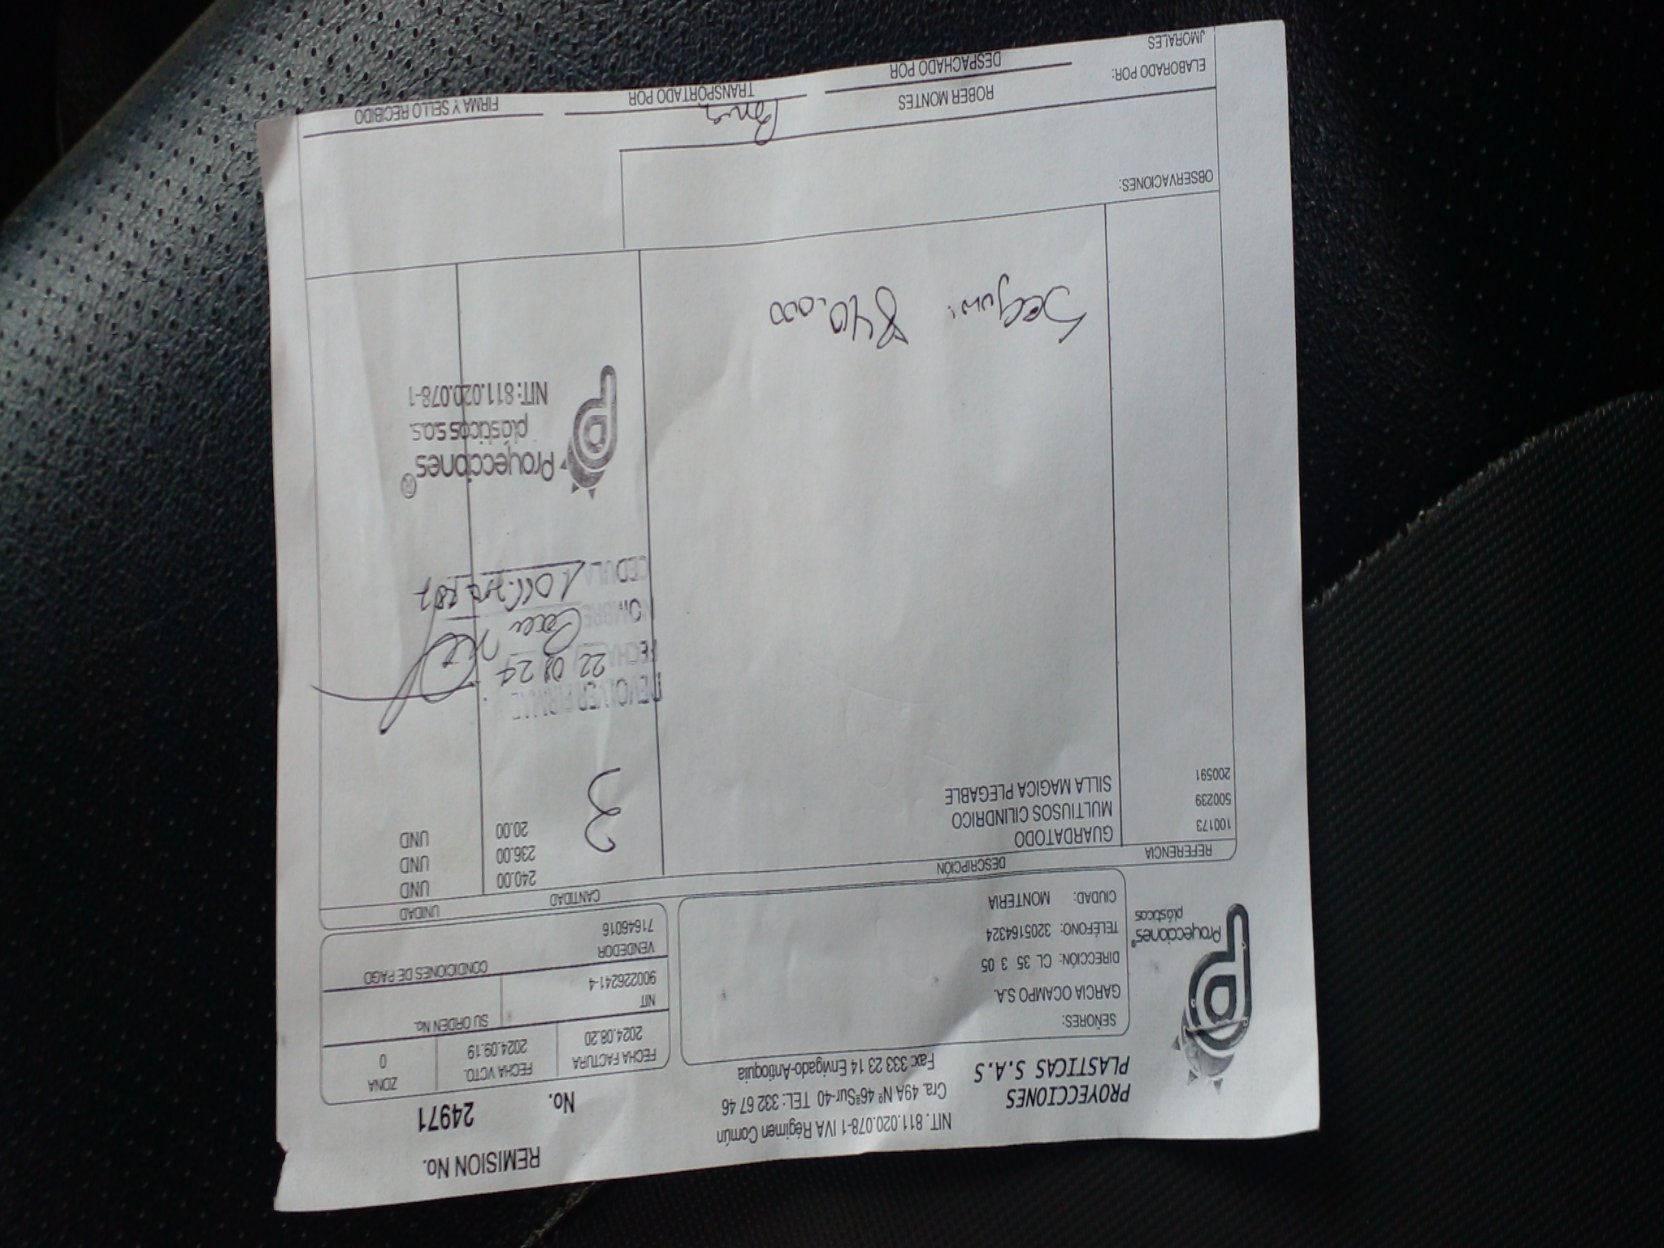 REMISION No.
No. 24971
PROYECCIONES
PLASTICAS S.A.S
NIT. 811.020.078-1 IVA Régimen Común
Cra. 49A Nº 46ªSur-40 TEL: 332 67 46
Fax: 333 23 14 Envigado-Antioquia
Proyecciones®
plásticas
SEÑORES:
GARCIA OCAMPO S.A.
DIRECCIÓN: CL 35 3 05
TELÉFONO: 3205164324
CIUDAD: MONTERIA
FECHA FACTURA FECHA VCTO. ZONA
2024.08.20 2024.09.19 0
NIT SU ORDEN No.
900226241-4
VENDEDOR CONDICIONES DE PAGO
71646016
REFERENCIA DESCRIPCIÓN CANTIDAD UNIDAD
100173 GUARDATODO 240.00 UND
500239 MULTIUSOS CILINDRICO 236.00 UND
200591 SILLA MAGICA PLEGABLE 20.00 UND
3
DEVOLVER FIRMADA
FECHA 22 08 24
NOMBRE
CEDULA
Proyecciones®
plásticas s.a.s.
NIT: 811.020.078-1
840.000
OBSERVACIONES:
ELABORADO POR:
JMORALES
ROBER MONTES
DESPACHADO POR
TRANSPORTADO POR
FIRMA Y SELLO RECIBIDO